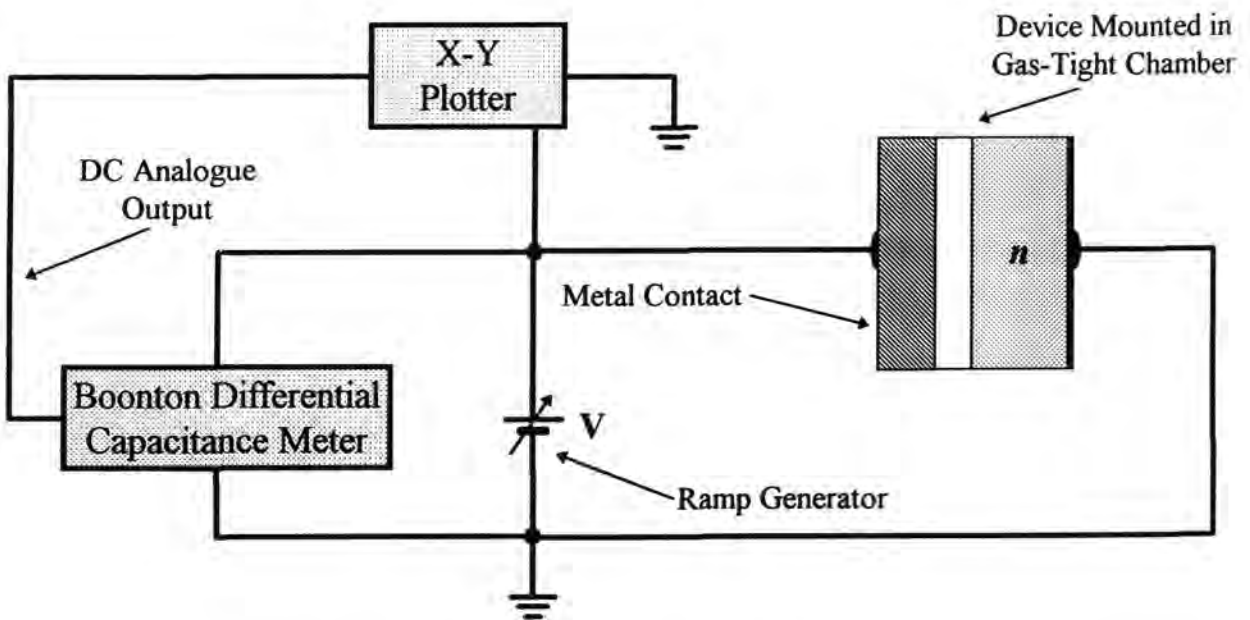 X-Y
Plotter
Device Mounted in
Gas-Tight Chamber
DC Analogue
Output
n
Metal Contact
Boonton Differential
Capacitance Meter
V
Ramp Generator